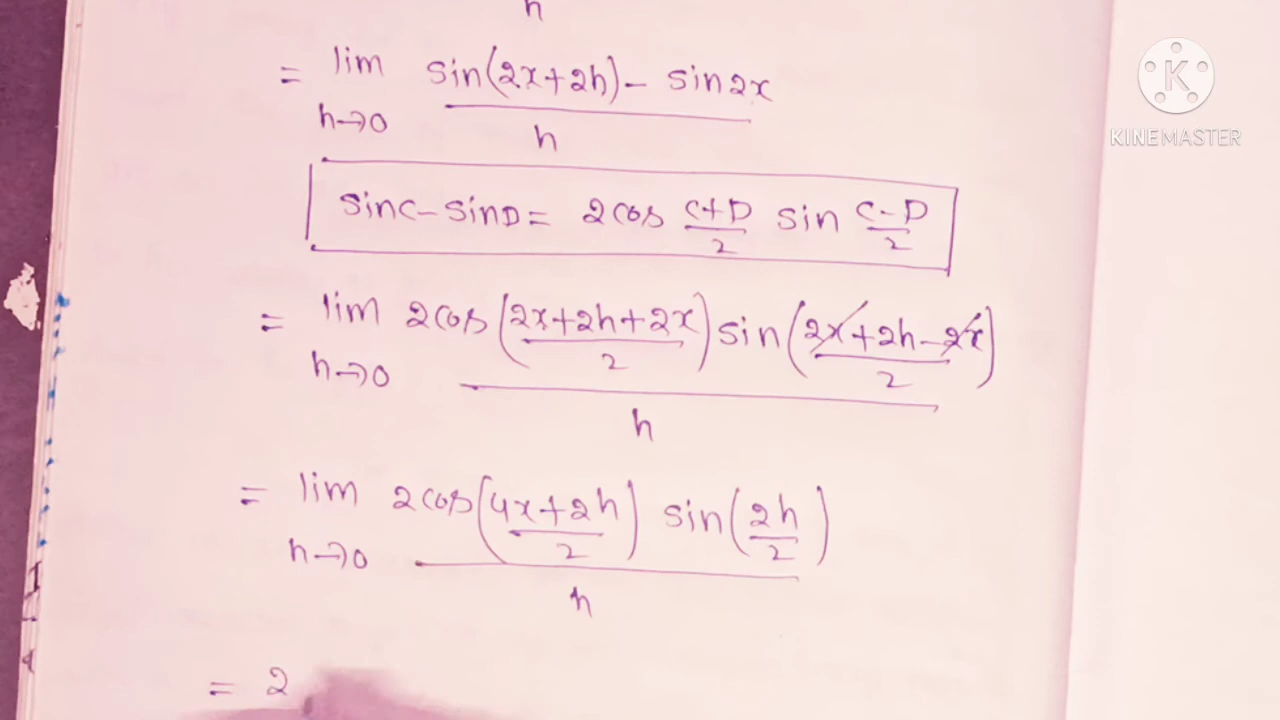 h
= lim sin(2x+2h) - sin2x
h→0 h
sinC - sinD = 2cos C+D/2 sin C-D/2
= lim 2cos(2x+2h+2x/2) sin(2x+2h-2x/2)
h→0 h
= lim 2cos(4x+2h/2) sin(2h/2)
h→0 h
= 2
K
KINEMASTER